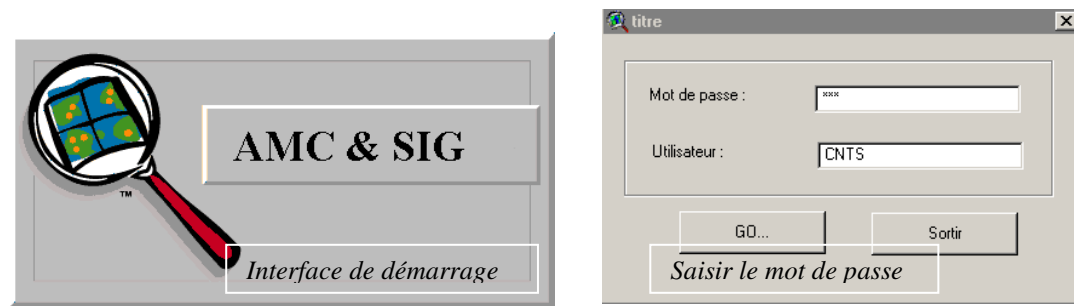 AMC & SIG
TM
Interface de démarrage
titre
Mot de passe :
***
Utilisateur :
CNTS
GO...
Sortir
Saisir le mot de passe